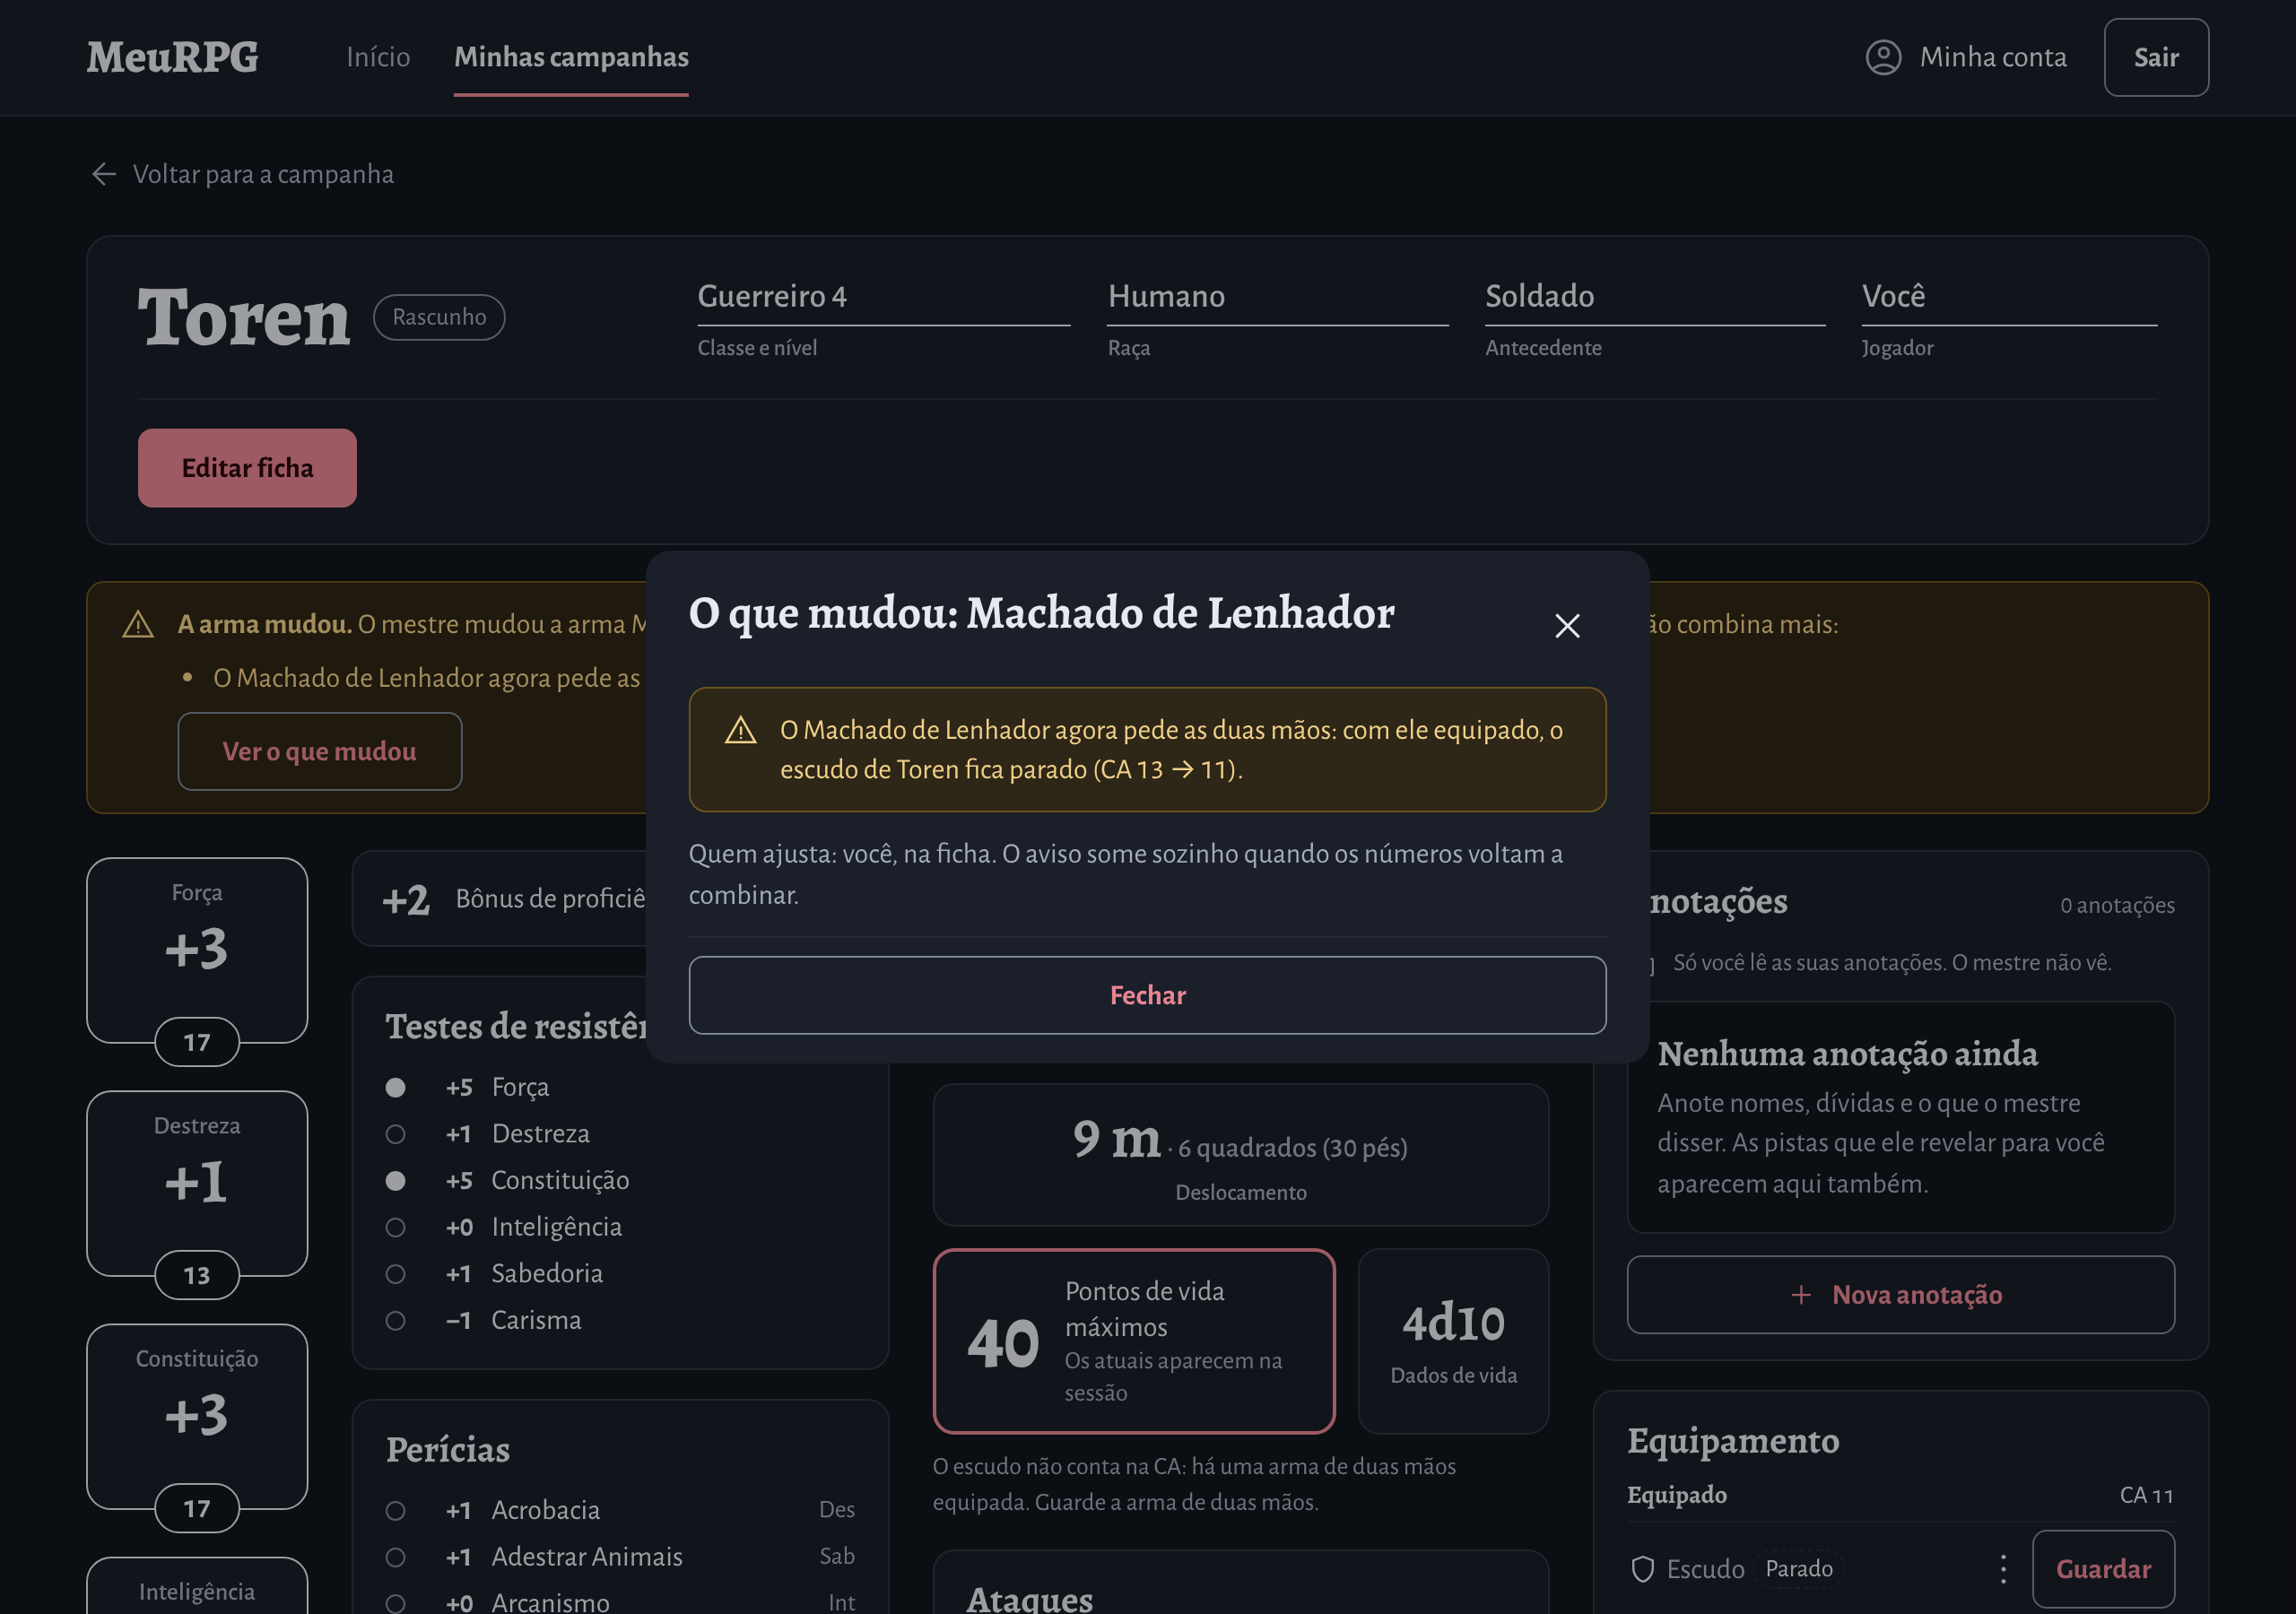 MeuRPG
Início
Minhas campanhas
Minha conta
Sair
Voltar para a campanha
Toren
Rascunho
Guerreiro 4
Classe e nível
Humano
Raça
Soldado
Antecedente
Você
Jogador
Editar ficha
A arma mudou. O mestre mudou a arma
ão combina mais:
O Machado de Lenhador agora pede as
Ver o que mudou
O que mudou: Machado de Lenhador
O Machado de Lenhador agora pede as duas mãos: com ele equipado, o
escudo de Toren fica parado (CA 13 → 11).
Quem ajusta: você, na ficha. O aviso some sozinho quando os números voltam a
combinar.
Fechar
Força
+3
17
Destreza
+1
13
Constituição
+3
17
Inteligência
+2 Bônus de proficiê
Testes de resistê
+5 Força
+1 Destreza
+5 Constituição
+0 Inteligência
+1 Sabedoria
−1 Carisma
Perícias
+1 Acrobacia Des
+1 Adestrar Animais Sab
+0 Arcanismo Int
9 m · 6 quadrados (30 pés)
Deslocamento
40
Pontos de vida
máximos
Os atuais aparecem na
sessão
4d10
Dados de vida
O escudo não conta na CA: há uma arma de duas mãos
equipada. Guarde a arma de duas mãos.
Ataques
notações
0 anotações
Só você lê as suas anotações. O mestre não vê.
Nenhuma anotação ainda
Anote nomes, dívidas e o que o mestre
disser. As pistas que ele revelar para você
aparecem aqui também.
Nova anotação
Equipamento
Equipado CA 11
Escudo Parado
Guardar